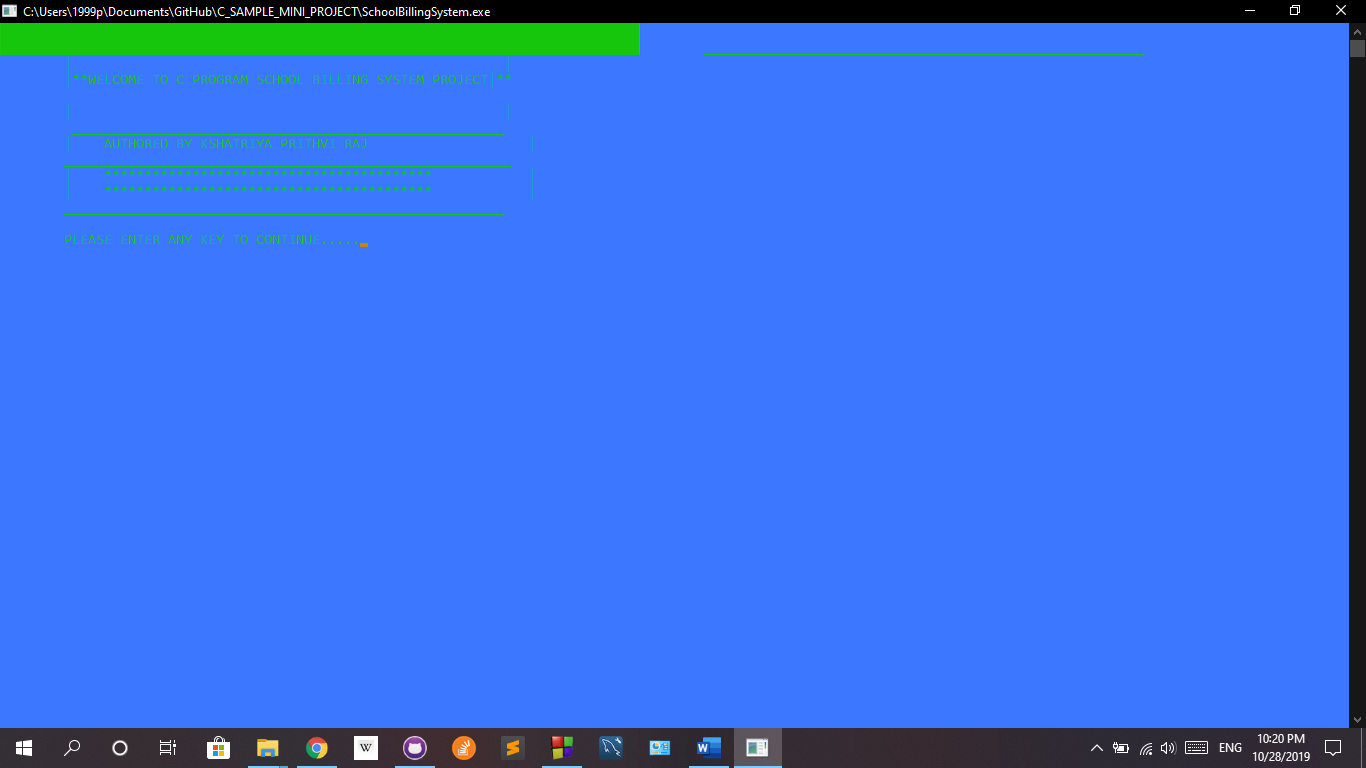 C:\Users\1999p\Documents\GitHub\C_SAMPLE_MINI_PROJECT\SchoolBillingSystem.exe
|**WELCOME TO C PROGRAM SCHOOL BILLING SYSTEM PROJECT|**
AUTHORED BY KSHATRIYA PRITHVI RAJ
PLEASE ENTER ANY KEY TO CONTINUE.....
W
ENG
10:20 PM
10/28/2019